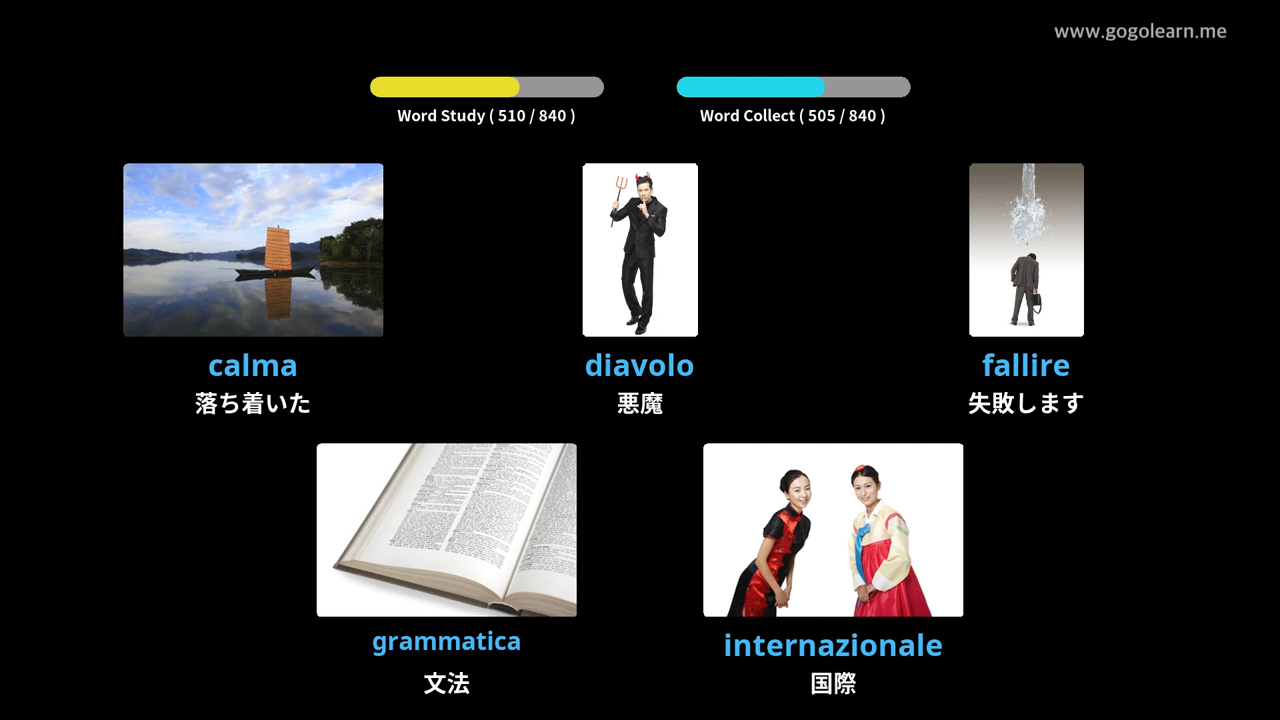 www.gogolearn.me
Word Study ( 510 / 840 )
Word Collect ( 505 / 840 )
calma
落ち着いた
diavolo
悪魔
fallire
失敗します
grammatica
文法
internazionale
国際